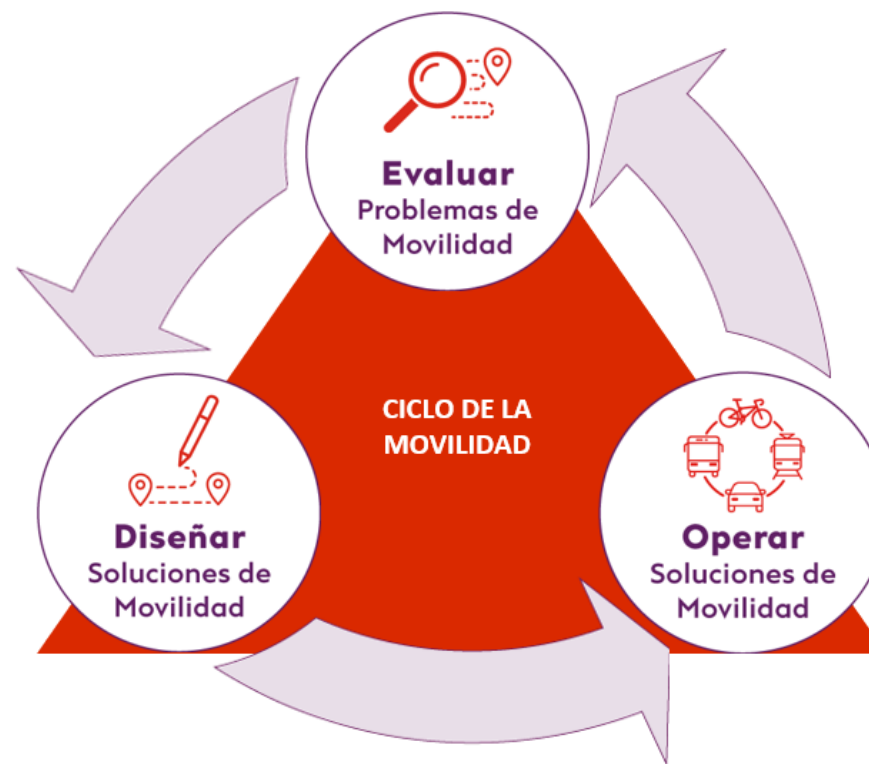 Evaluar
Problemas de
Movilidad
CICLO DE LA
MOVILIDAD
Diseñar
Soluciones de
Movilidad
Operar
Soluciones de
Movilidad